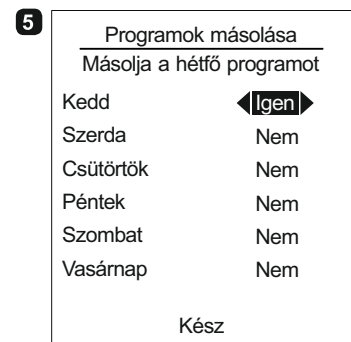 5
Programok másolása
Másolja a hétfő programot
Kedd Igen
Szerda Nem
Csütörtök Nem
Péntek Nem
Szombat Nem
Vasárnap Nem
Kész